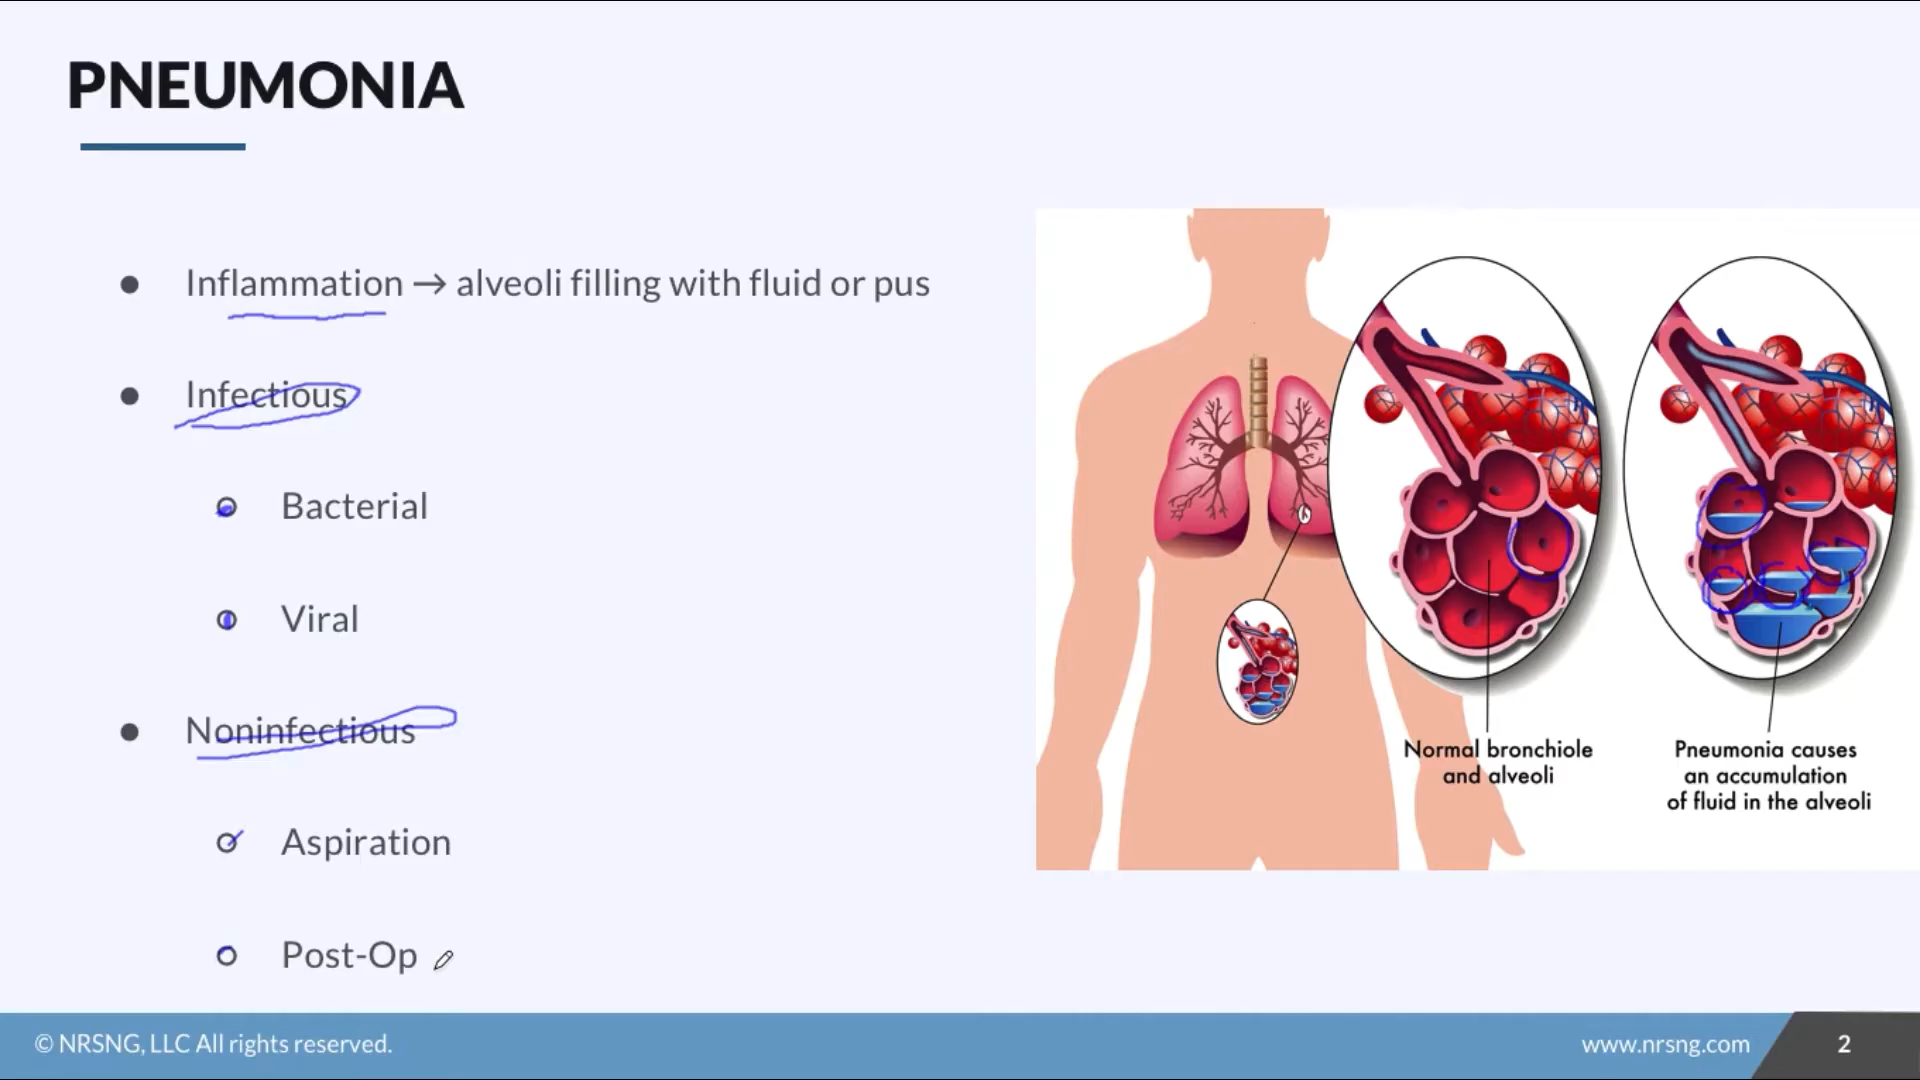 PNEUMONIA
● Inflammation → alveoli filling with fluid or pus
● Infectious
○ Bacterial
○ Viral
● Noninfectious
○ Aspiration
○ Post-Op
Normal bronchiole
and alveoli
Pneumonia causes
an accumulation
of fluid in the alveoli
© NRSNG, LLC All rights reserved.
www.nrsng.com
2